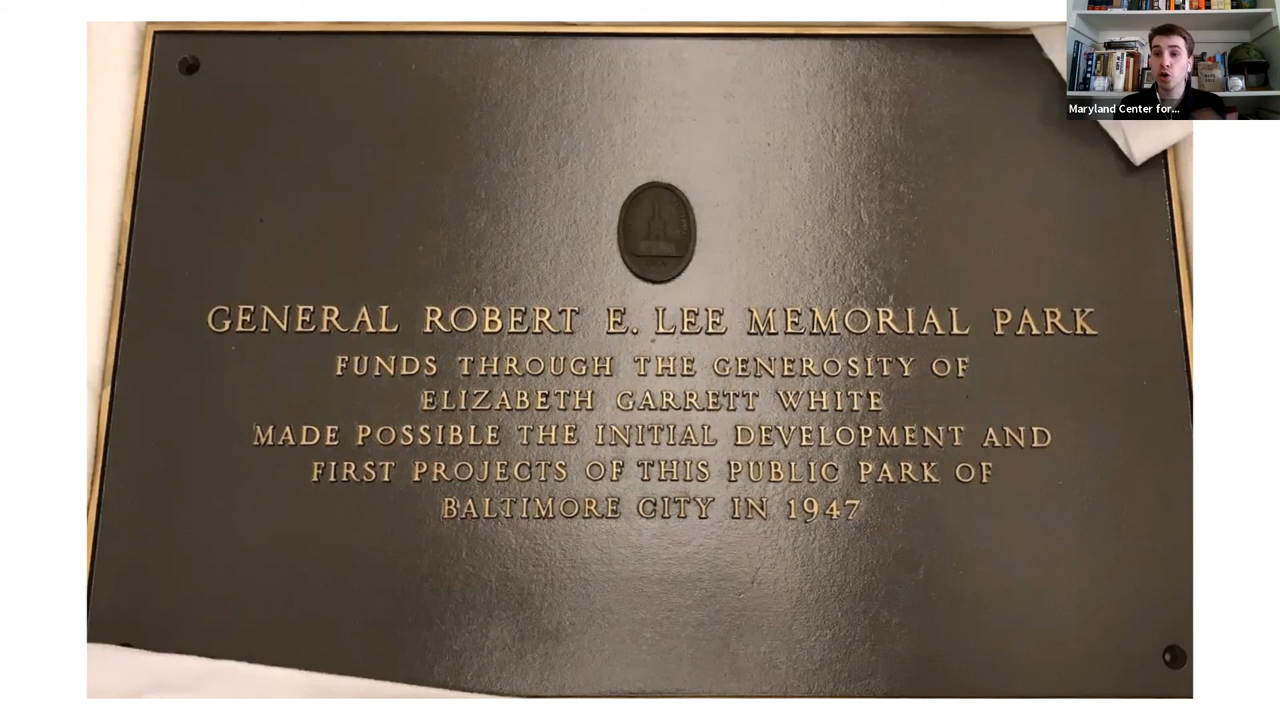 Maryland Center for...
GENERAL ROBERT E. LEE MEMORIAL PARK
FUNDS THROUGH THE GENEROSITY OF
ELIZABETH GARRETT WHITE
MADE POSSIBLE THE INITIAL DEVELOPMENT AND
FIRST PROJECTS OF THIS PUBLIC PARK OF
BALTIMORE CITY IN 1947